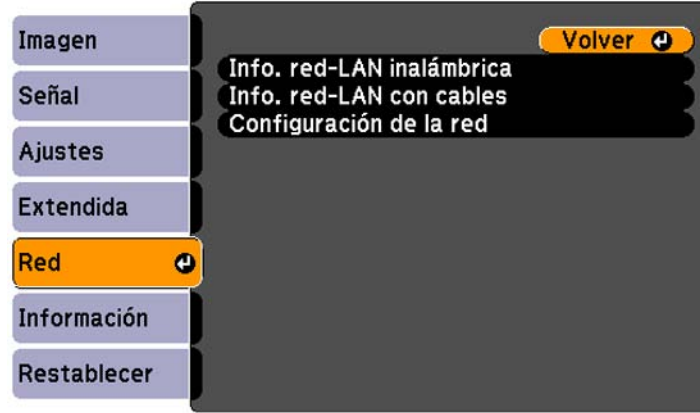 Imagen
Señal
Ajustes
Extendida
Red
Información
Restablecer
Volver
Info. red-LAN inalámbrica
Info. red-LAN con cables
Configuración de la red